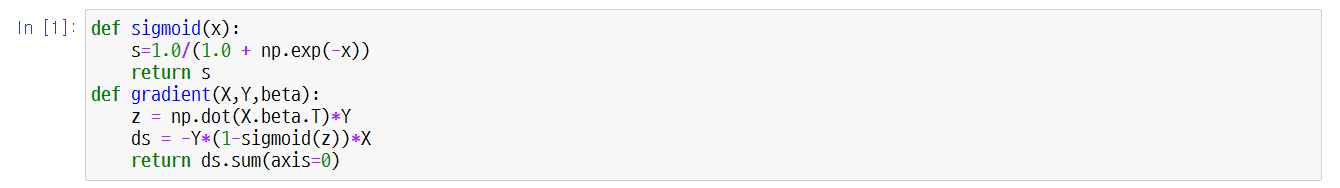 In [1]:
def sigmoid(x):
    s=1.0/(1.0 + np.exp(-x))
    return s
def gradient(X,Y,beta):
    z = np.dot(X.beta.T)*Y
    ds = -Y*(1-sigmoid(z))*X
    return ds.sum(axis=0)